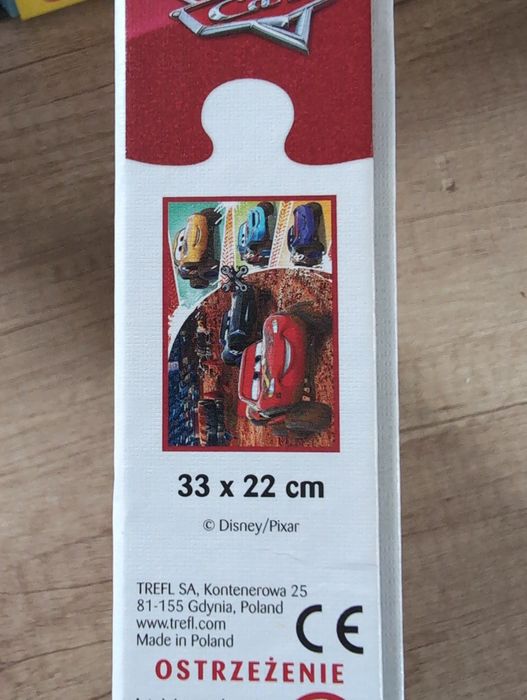 Cars
33 x 22 cm
© Disney/Pixar
TREFL SA, Kontenerowa 25
81-155 Gdynia, Poland
www.trefl.com
Made in Poland
CE
OSTRZEŻENIE